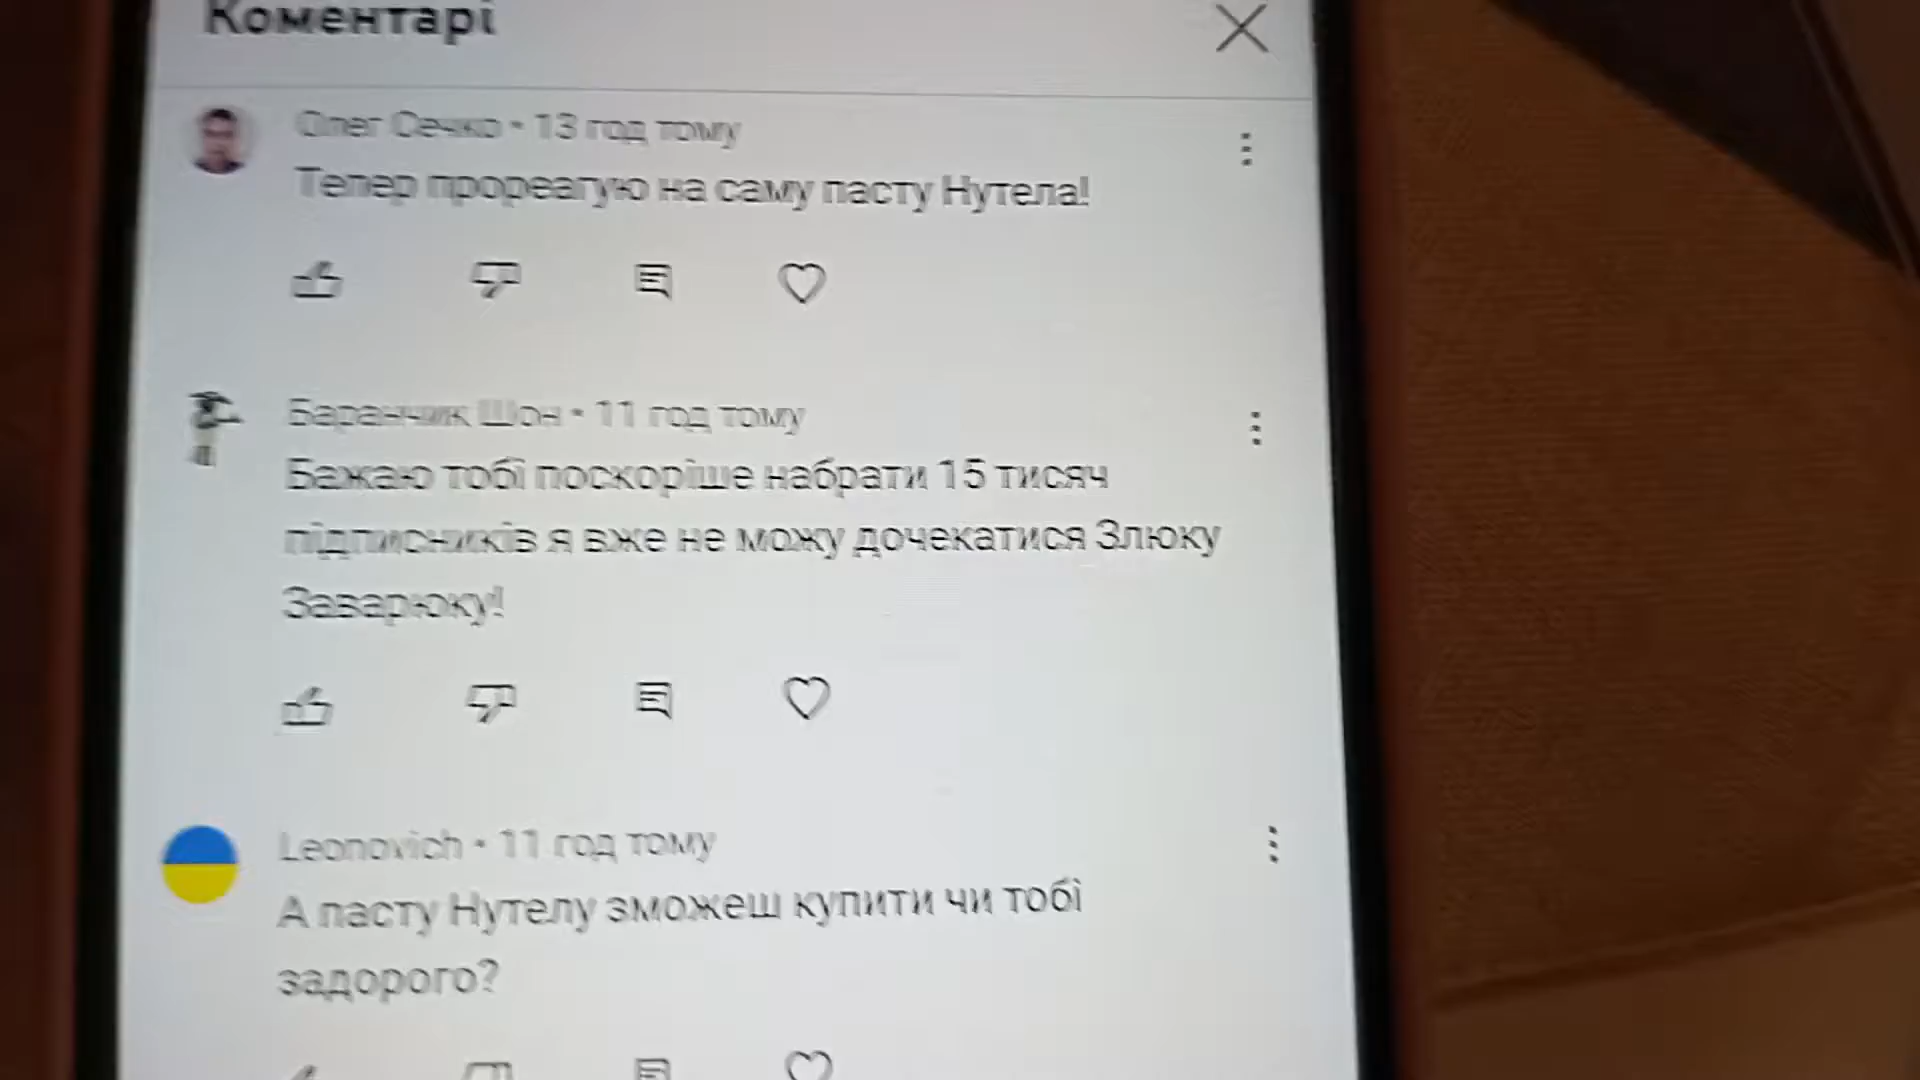 Коментарі
Олег Сечко • 13 год тому
Тепер прореагую на саму пасту Нутела!
Баранчик Шон • 11 год тому
Бажаю тобі поскоріше набрати 15 тисяч
підписників я вже не можу дочекатися Злюку
Заварюку!
Leonovich • 11 год тому
А пасту Нутелу зможеш купити чи тобі
задорого?